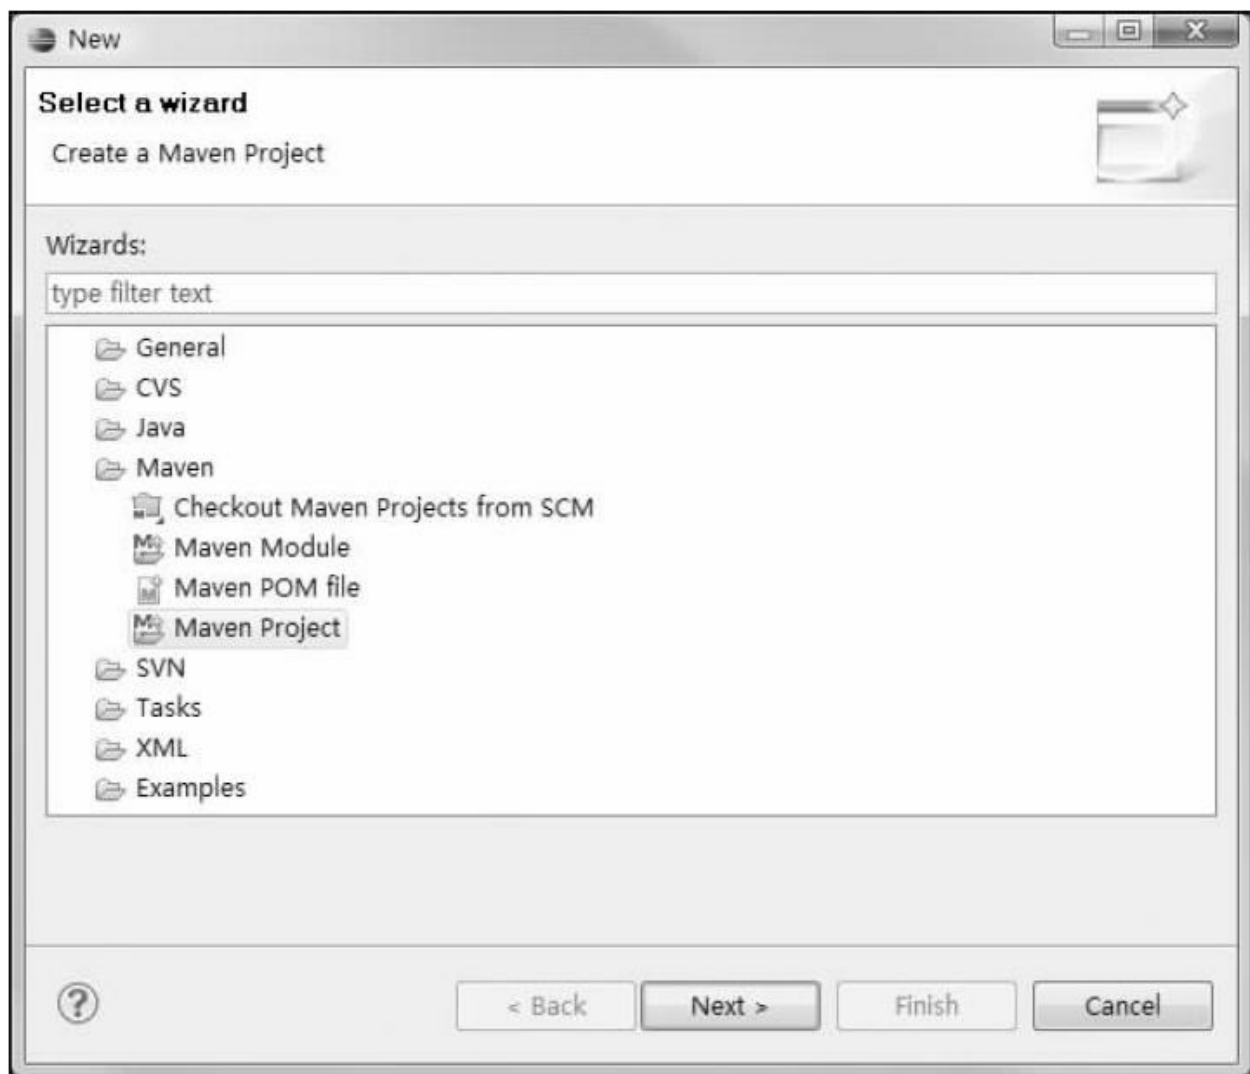 New
Select a wizard
Create a Maven Project
Wizards:
type filter text
General
CVS
Java
Maven
Checkout Maven Projects from SCM
Maven Module
Maven POM file
Maven Project
SVN
Tasks
XML
Examples
?
< Back
Next >
Finish
Cancel